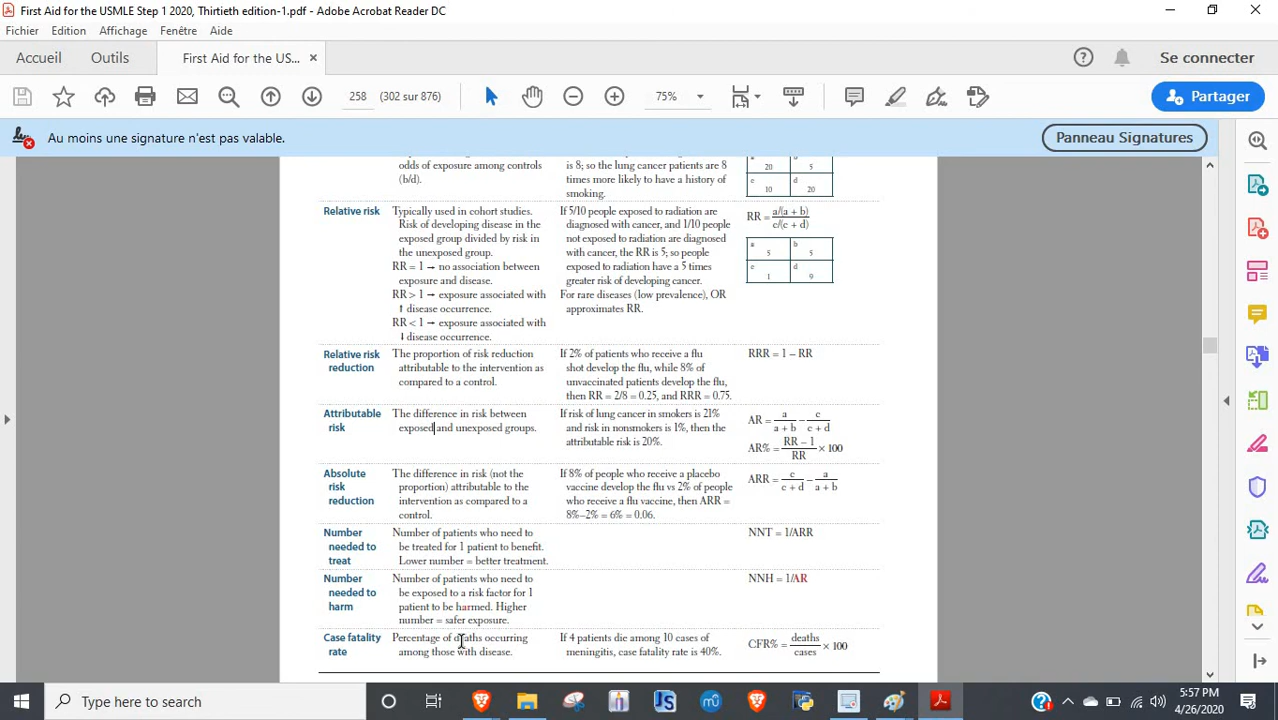 First Aid for the USMLE Step 1 2020, Thirtieth edition-1.pdf - Adobe Acrobat Reader DC
Fichier Edition Affichage Fenêtre Aide
Accueil Outils First Aid for the US... × Se connecter
258 (302 sur 876) 75% Partager
Au moins une signature n'est pas valable. Panneau Signatures
odds of exposure among controls
(b/d).
is 8; so the lung cancer patients are 8
times more likely to have a history of
smoking.
20 5
c d
10 20
Relative risk
Typically used in cohort studies.
Risk of developing disease in the
exposed group divided by risk in
the unexposed group.
RR = 1 → no association between
exposure and disease.
RR > 1 → exposure associated with
↑ disease occurrence.
RR < 1 → exposure associated with
↓ disease occurrence.
If 5/10 people exposed to radiation are
diagnosed with cancer, and 1/10 people
not exposed to radiation are diagnosed
with cancer, the RR is 5; so people
exposed to radiation have a 5 times
greater risk of developing cancer.
For rare diseases (low prevalence), OR
approximates RR.
RR = a/(a + b)
c/(c + d)
a b
5 5
c d
1 9
Relative risk
reduction
The proportion of risk reduction
attributable to the intervention as
compared to a control.
If 2% of patients who receive a flu
shot develop the flu, while 8% of
unvaccinated patients develop the flu,
then RR = 2/8 = 0.25, and RRR = 0.75.
RRR = 1 − RR
Attributable
risk
The difference in risk between
exposed and unexposed groups.
If risk of lung cancer in smokers is 21%
and risk in nonsmokers is 1%, then the
attributable risk is 20%.
AR = a − c
a + b c + d
AR% = RR − 1 × 100
RR
Absolute
risk
reduction
The difference in risk (not the
proportion) attributable to the
intervention as compared to a
control.
If 8% of people who receive a placebo
vaccine develop the flu vs 2% of people
who receive a flu vaccine, then ARR =
8%–2% = 6% = 0.06.
ARR = c − a
c + d a + b
Number
needed to
treat
Number of patients who need to
be treated for 1 patient to benefit.
Lower number = better treatment.
NNT = 1/ARR
Number
needed to
harm
Number of patients who need to
be exposed to a risk factor for 1
patient to be harmed. Higher
number = safer exposure.
NNH = 1/AR
Case fatality
rate
Percentage of deaths occurring
among those with disease.
If 4 patients die among 10 cases of
meningitis, case fatality rate is 40%.
CFR% = deaths × 100
cases
Type here to search
5:57 PM
4/26/2020